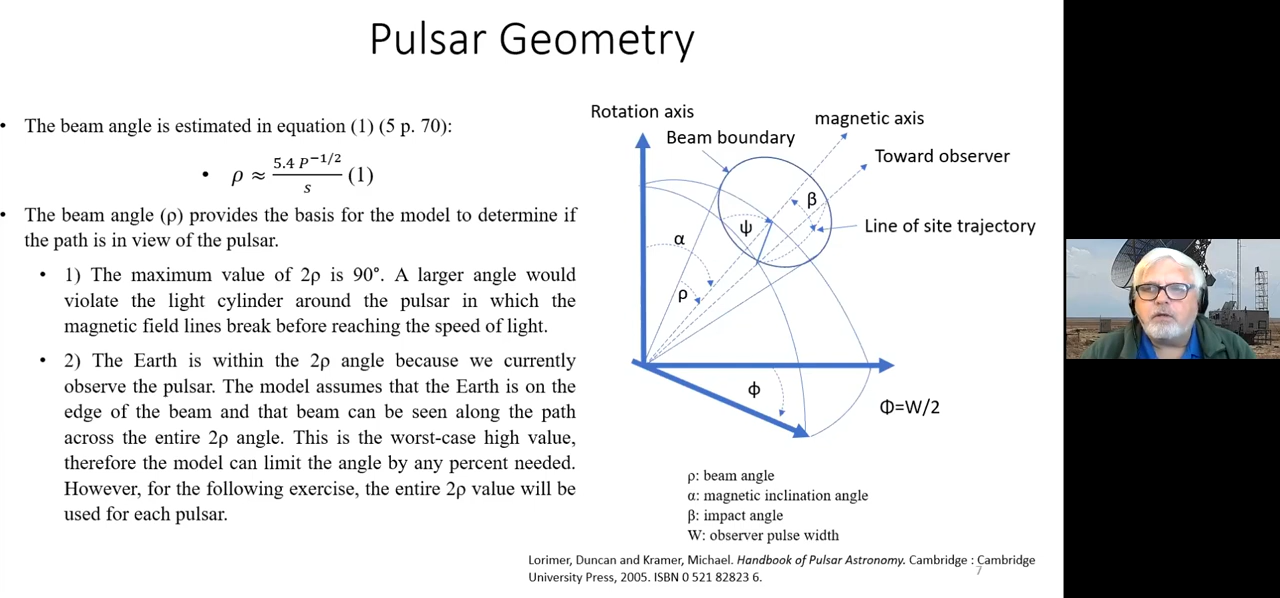 Pulsar Geometry
• The beam angle is estimated in equation (1) (5 p. 70):
• ρ ≈ 5.4 P^−1/2 / s (1)
• The beam angle (ρ) provides the basis for the model to determine if
the path is in view of the pulsar.
• 1) The maximum value of 2ρ is 90°. A larger angle would
violate the light cylinder around the pulsar in which the
magnetic field lines break before reaching the speed of light.
• 2) The Earth is within the 2ρ angle because we currently
observe the pulsar. The model assumes that the Earth is on the
edge of the beam and that beam can be seen along the path
across the entire 2ρ angle. This is the worst-case high value,
therefore the model can limit the angle by any percent needed.
However, for the following exercise, the entire 2ρ value will be
used for each pulsar.
Rotation axis
Beam boundary
magnetic axis
Toward observer
β
Line of site trajectory
ψ
α
ρ
ϕ
Φ=W/2
ρ: beam angle
α: magnetic inclination angle
β: impact angle
W: observer pulse width
Lorimer, Duncan and Kramer, Michael. Handbook of Pulsar Astronomy. Cambridge : Cambridge
University Press, 2005. ISBN 0 521 82823 6.
7